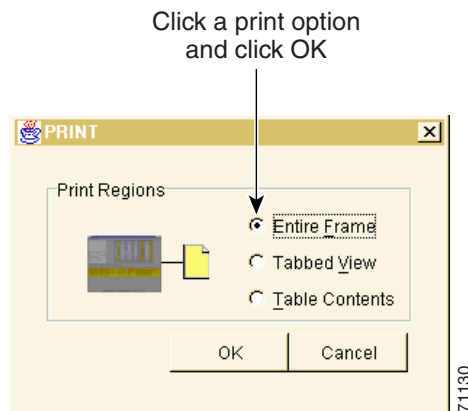 Click a print option
and click OK
PRINT
Print Regions
Entire Frame
Tabbed View
Table Contents
OK
Cancel
71130